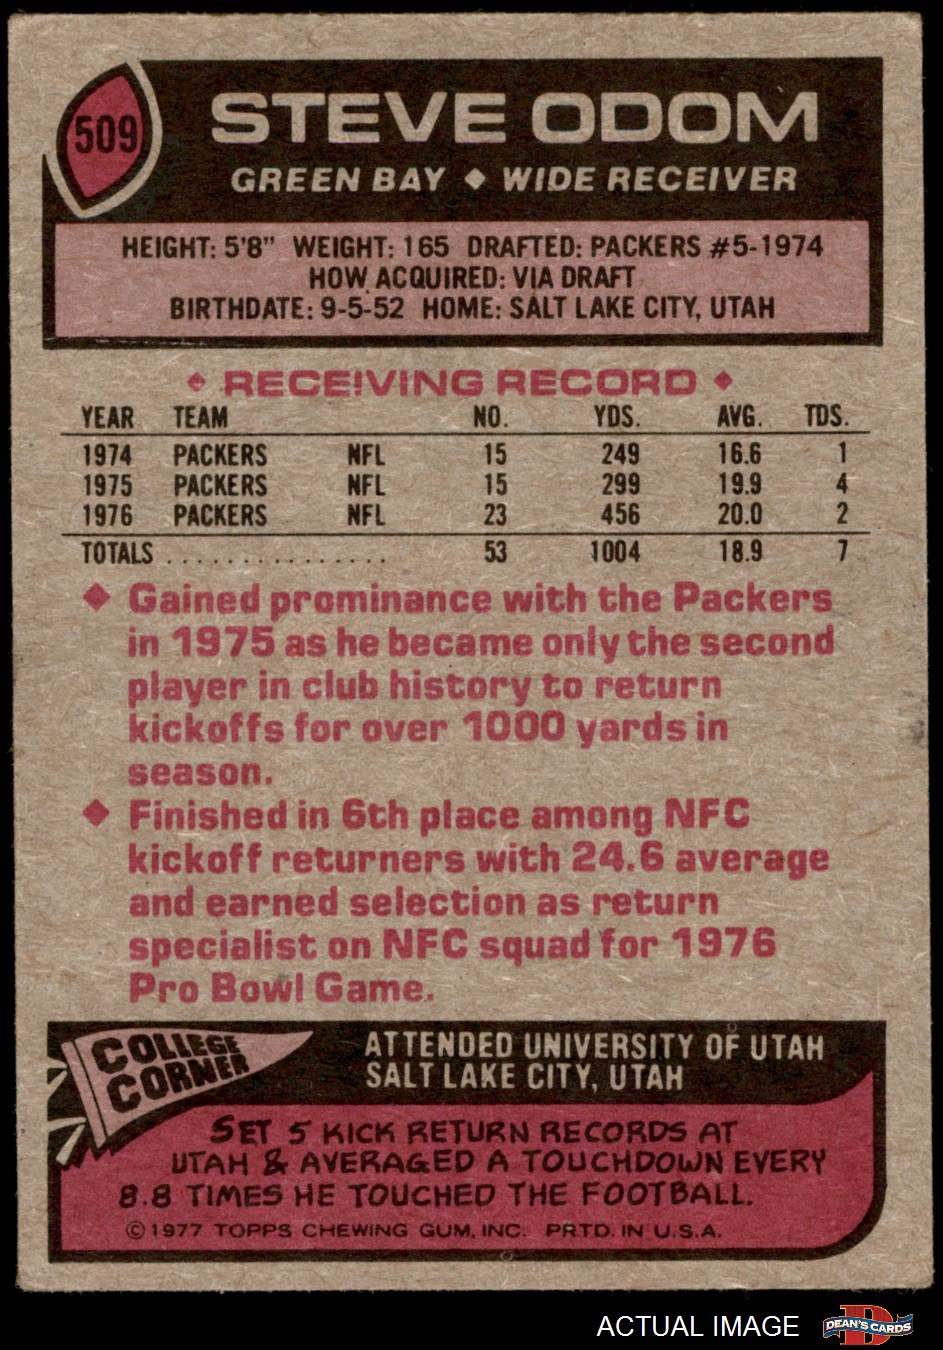 509
STEVE ODOM
GREEN BAY ◆ WIDE RECEIVER
HEIGHT: 5'8" WEIGHT: 165 DRAFTED: PACKERS #5-1974
HOW ACQUIRED: VIA DRAFT
BIRTHDATE: 9-5-52 HOME: SALT LAKE CITY, UTAH
◆ RECEIVING RECORD ◆
YEAR TEAM NO. YDS. AVG. TDS.
1974 PACKERS NFL 15 249 16.6 1
1975 PACKERS NFL 15 299 19.9 4
1976 PACKERS NFL 23 456 20.0 2
TOTALS ............... 53 1004 18.9 7
◆ Gained prominance with the Packers
in 1975 as he became only the second
player in club history to return
kickoffs for over 1000 yards in
season.
◆ Finished in 6th place among NFC
kickoff returners with 24.6 average
and earned selection as return
specialist on NFC squad for 1976
Pro Bowl Game.
COLLEGE
CORNER
ATTENDED UNIVERSITY OF UTAH
SALT LAKE CITY, UTAH
SET 5 KICK RETURN RECORDS AT
UTAH & AVERAGED A TOUCHDOWN EVERY
8.8 TIMES HE TOUCHED THE FOOTBALL.
© 1977 TOPPS CHEWING GUM, INC. PRTD. IN U.S.A.
ACTUAL IMAGE
D
DEAN'S CARDS